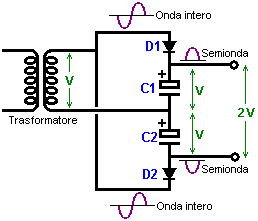 Onda intero
D1
Semionda
+
V
C1
V
Trasformatore
+
C2
V
2V
D2
Semionda
Onda intero